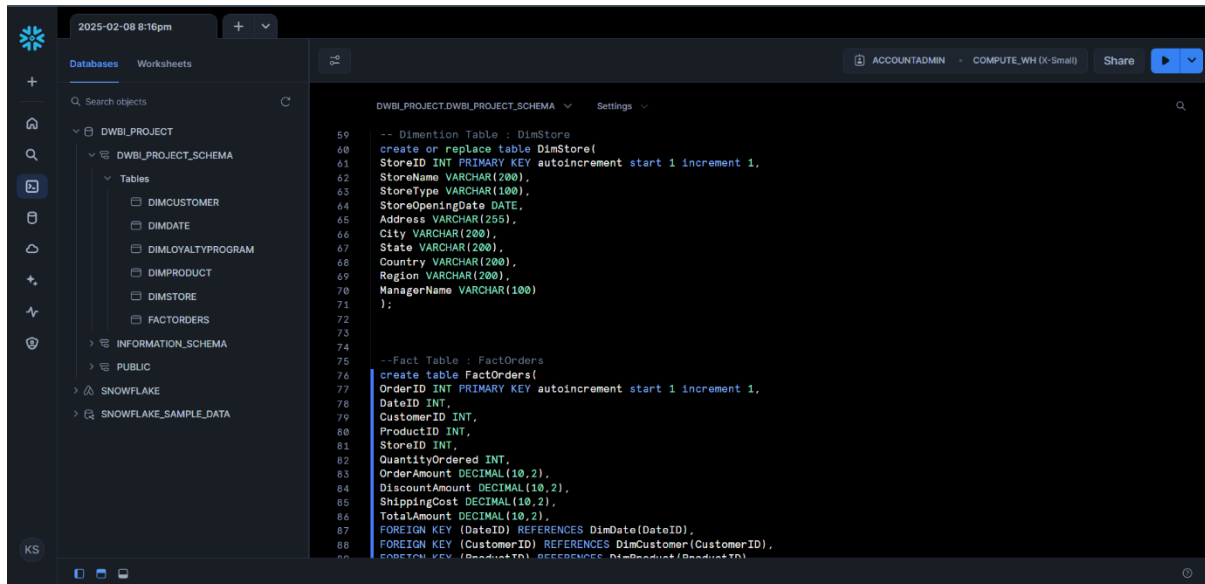 2025-02-08 8:16pm
Databases Worksheets
ACCOUNTADMIN COMPUTE_WH (X-Small) Share
Search objects
DWBI_PROJECT
DWBI_PROJECT_SCHEMA
Tables
DIMCUSTOMER
DIMDATE
DIMLOYALTYPROGRAM
DIMPRODUCT
DIMSTORE
FACTORDERS
INFORMATION_SCHEMA
PUBLIC
SNOWFLAKE
SNOWFLAKE_SAMPLE_DATA
KS
DWBI_PROJECT.DWBI_PROJECT_SCHEMA Settings
59 -- Dimention Table : DimStore
60 create or replace table DimStore(
61 StoreID INT PRIMARY KEY autoincrement start 1 increment 1,
62 StoreName VARCHAR(200),
63 StoreType VARCHAR(100),
64 StoreOpeningDate DATE,
65 Address VARCHAR(255),
66 City VARCHAR(200),
67 State VARCHAR(200),
68 Country VARCHAR(200),
69 Region VARCHAR(200),
70 ManagerName VARCHAR(100)
71 );
72
73
74
75 --Fact Table : FactOrders
76 create table FactOrders(
77 OrderID INT PRIMARY KEY autoincrement start 1 increment 1,
78 DateID INT,
79 CustomerID INT,
80 ProductID INT,
81 StoreID INT,
82 QuantityOrdered INT,
83 OrderAmount DECIMAL(10,2),
84 DiscountAmount DECIMAL(10,2),
85 ShippingCost DECIMAL(10,2),
86 TotalAmount DECIMAL(10,2),
87 FOREIGN KEY (DateID) REFERENCES DimDate(DateID),
88 FOREIGN KEY (CustomerID) REFERENCES DimCustomer(CustomerID),
89 FOREIGN KEY (ProductID) REFERENCES DimProduct(ProductID)